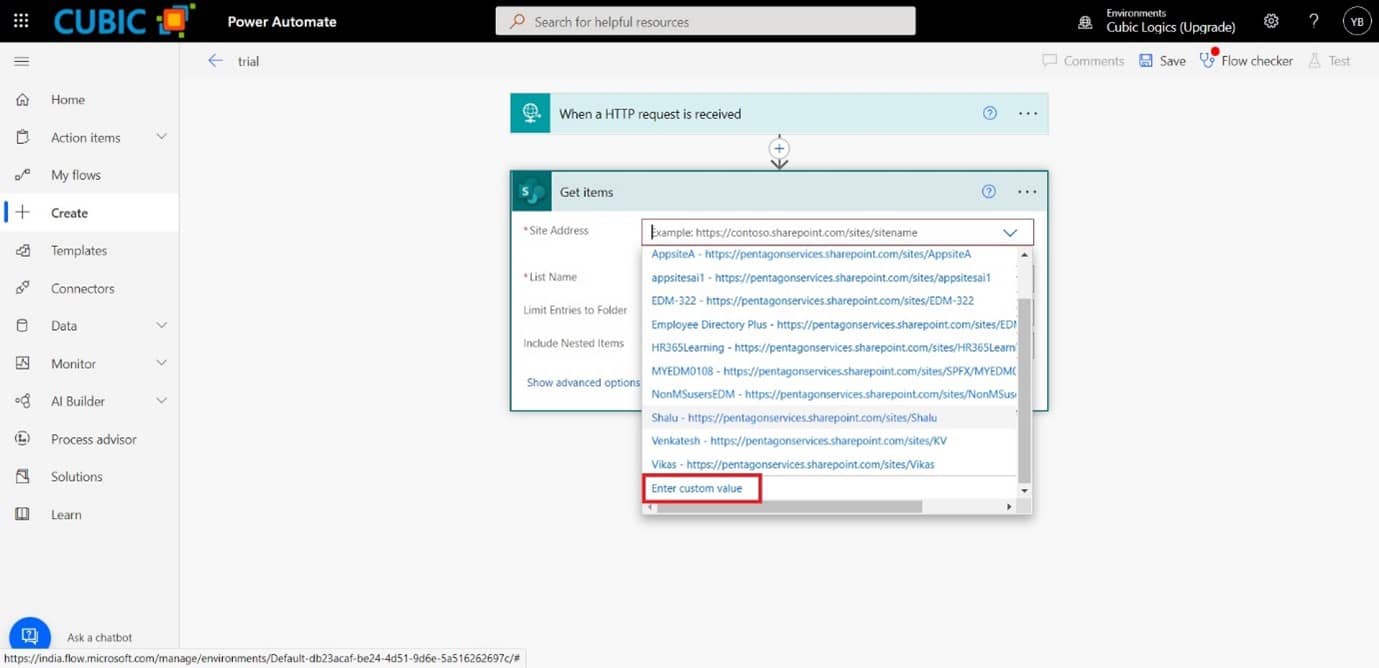 CUBIC
Power Automate
Search for helpful resources
Environments
Cubic Logics (Upgrade)
?
YB
trial
Comments
Save
Flow checker
Test
Home
Action items
My flows
Create
Templates
Connectors
Data
Monitor
AI Builder
Process advisor
Solutions
Learn
Ask a chatbot
When a HTTP request is received
?
...
+
S
Get items
?
...
*Site Address
Example: https://contoso.sharepoint.com/sites/sitename
*List Name
Limit Entries to Folder
Include Nested Items
Show advanced options
AppsiteA - https://pentagonservices.sharepoint.com/sites/AppsiteA
appsitesai1 - https://pentagonservices.sharepoint.com/sites/appsitesai1
EDM-322 - https://pentagonservices.sharepoint.com/sites/EDM-322
Employee Directory Plus - https://pentagonservices.sharepoint.com/sites/EDM
HR365Learning - https://pentagonservices.sharepoint.com/sites/HR365Learn
MYEDM0108 - https://pentagonservices.sharepoint.com/sites/SPFX/MYEDM0
NonMSusersEDM - https://pentagonservices.sharepoint.com/sites/NonMSuse
Shalu - https://pentagonservices.sharepoint.com/sites/Shalu
Venkatesh - https://pentagonservices.sharepoint.com/sites/KV
Vikas - https://pentagonservices.sharepoint.com/sites/Vikas
Enter custom value
https://india.flow.microsoft.com/manage/environments/Default-db23acaf-be24-4d51-9d6e-5a516262697c/#